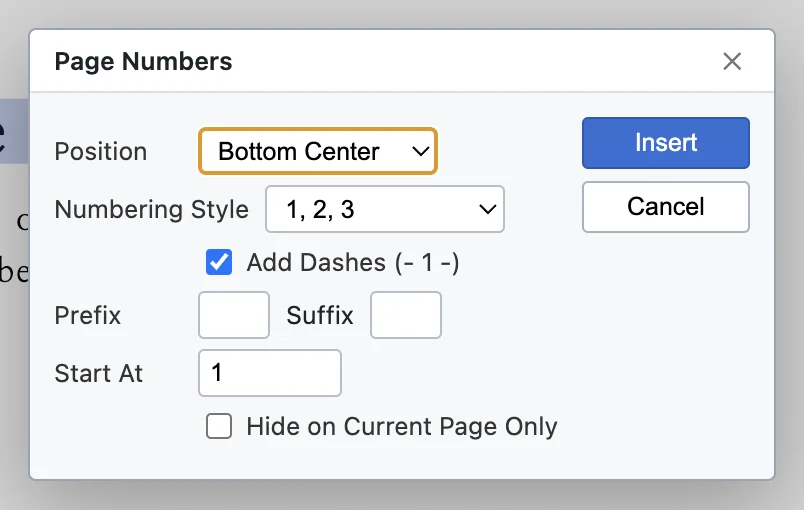 Page Numbers
Position Bottom Center
Insert
Numbering Style 1, 2, 3
Cancel
Add Dashes (- 1 -)
Prefix Suffix
Start At 1
Hide on Current Page Only
be